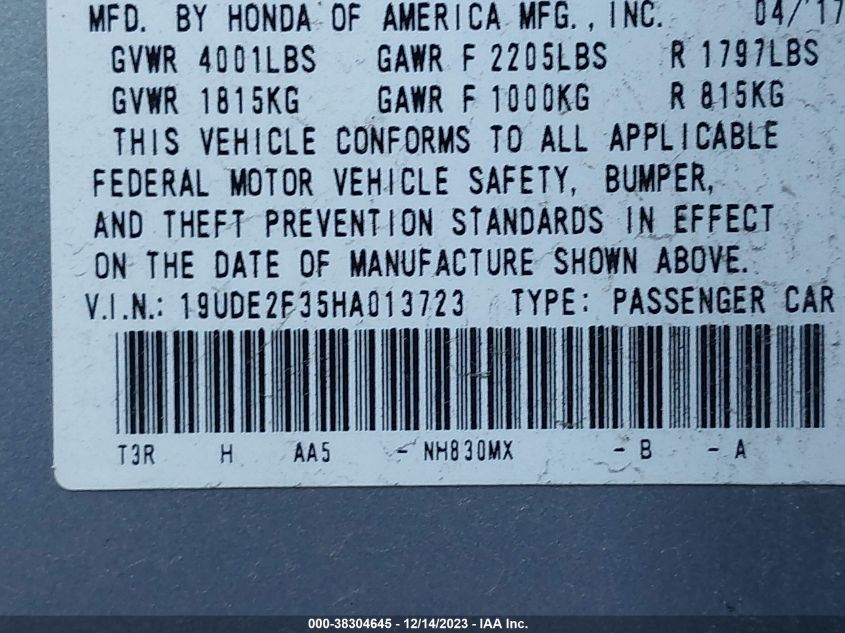 MFD. BY HONDA OF AMERICA MFG., INC. 04/17
GVWR 4001LBS GAWR F 2205LBS R 1797LBS
GVWR 1815KG GAWR F 1000KG R 815KG
THIS VEHICLE CONFORMS TO ALL APPLICABLE
FEDERAL MOTOR VEHICLE SAFETY, BUMPER,
AND THEFT PREVENTION STANDARDS IN EFFECT
ON THE DATE OF MANUFACTURE SHOWN ABOVE.
V.I.N.: 19UDE2F35HA013723 TYPE: PASSENGER CAR
T3R H AA5 - NH830MX - B - A
000-38304645 - 12/14/2023 - IAA Inc.